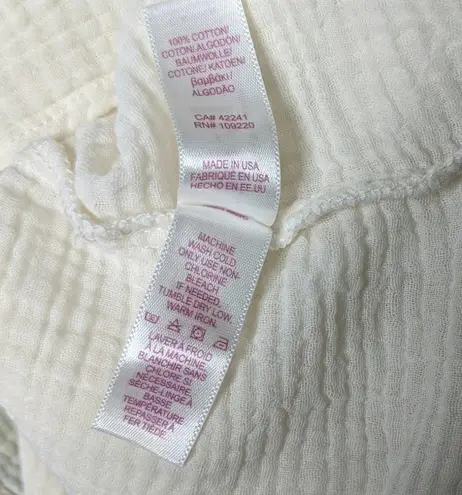 100% COTTON/
COTON/ALGODÓN/
BAUMWOLLE/
COTONE/ KATOEN/
βαμβάκι/
ALGODÃO
CA# 42241
RN# 109220
MADE IN USA
FABRIQUÉ EN USA
HECHO EN EE.UU
MACHINE
WASH COLD
ONLY USE NON-
CHLORINE
BLEACH
IF NEEDED.
TUMBLE DRY LOW.
WARM IRON.
LAVER À FROID
À LA MACHINE.
BLANCHIR SANS
CHLORE SI
NÉCESSAIRE.
SÈCHE-LINGE À
BASSE
TEMPÉRATURE
REPASSER À
FER TIÈDE.